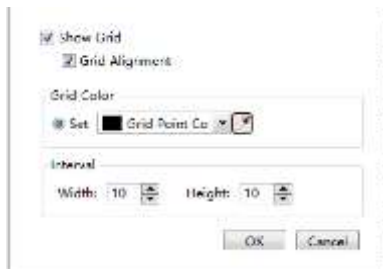 Show Grid
Grid Alignment
Grid Color
Set Grid Point Co
Interval
Width: 10 Height: 10
OK Cancel